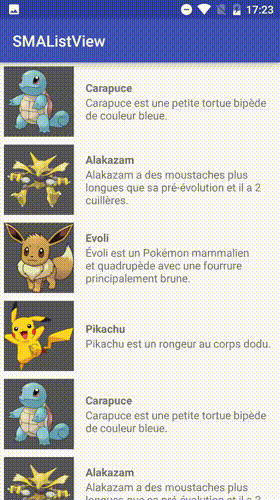 17:23
SMAListView
Carapuce
Carapuce est une petite tortue bipède
de couleur bleue.
Alakazam
Alakazam a des moustaches plus
longues que sa pré-évolution et il a 2
cuillères.
Evoli
Évoli est un Pokémon mammalien
et quadrupède avec une fourrure
principalement brune.
Pikachu
Pikachu est un rongeur au corps dodu.
Carapuce
Carapuce est une petite tortue bipède
de couleur bleue.
Alakazam
Alakazam a des moustaches plus
longues que sa pré-évolution et il a 2